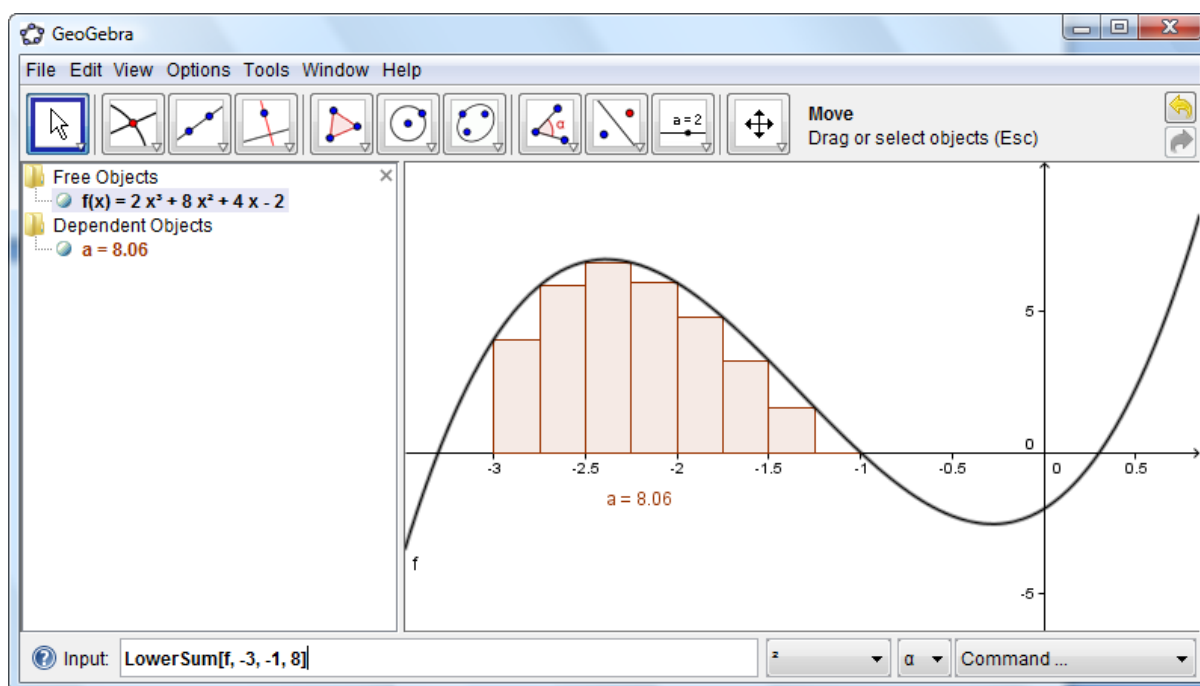 GeoGebra
File Edit View Options Tools Window Help
α
a = 2
Move
Drag or select objects (Esc)
Free Objects
f(x) = 2 x³ + 8 x² + 4 x - 2
Dependent Objects
a = 8.06
5
0
-3 -2.5 -2 -1.5 -1 -0.5 0 0.5
a = 8.06
f
-5
Input: LowerSum[f, -3, -1, 8] ² α Command ...